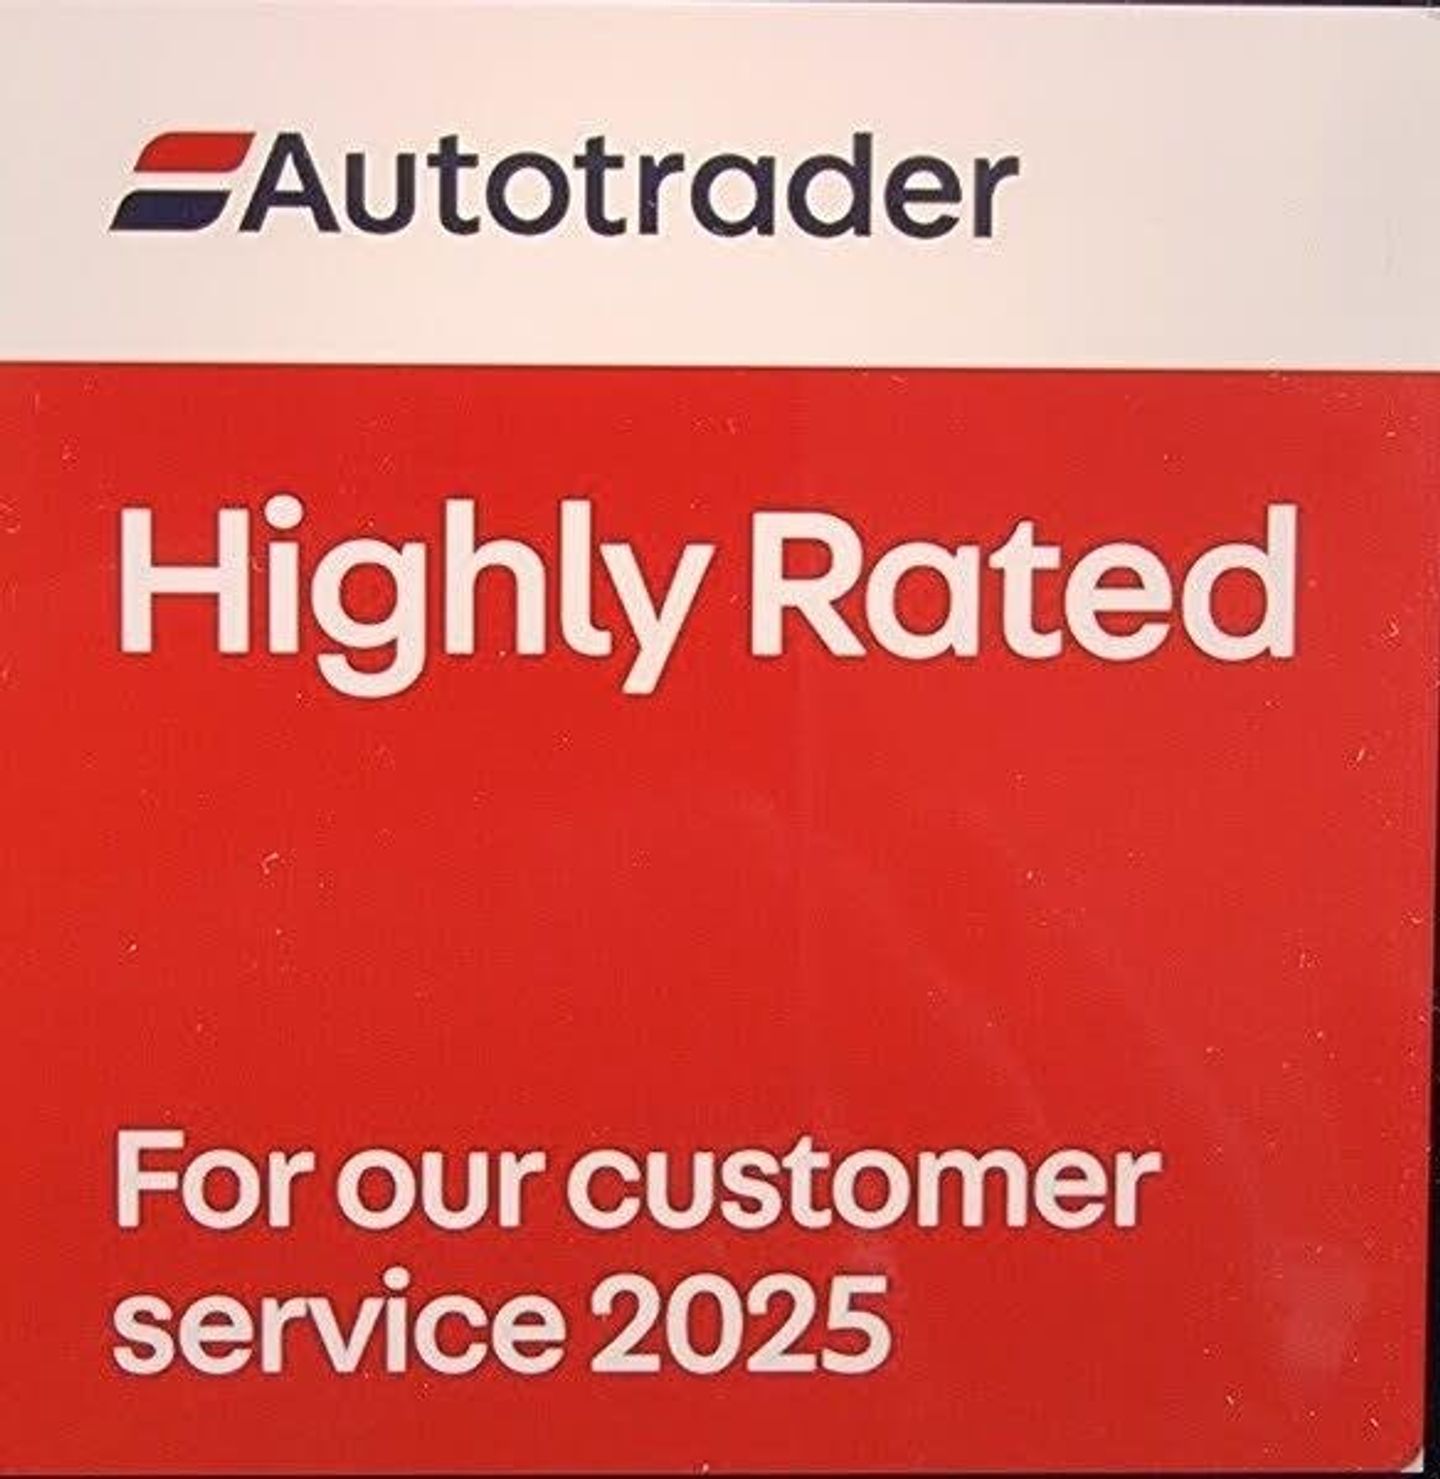 Autotrader
Highly Rated
For our customer
service 2025